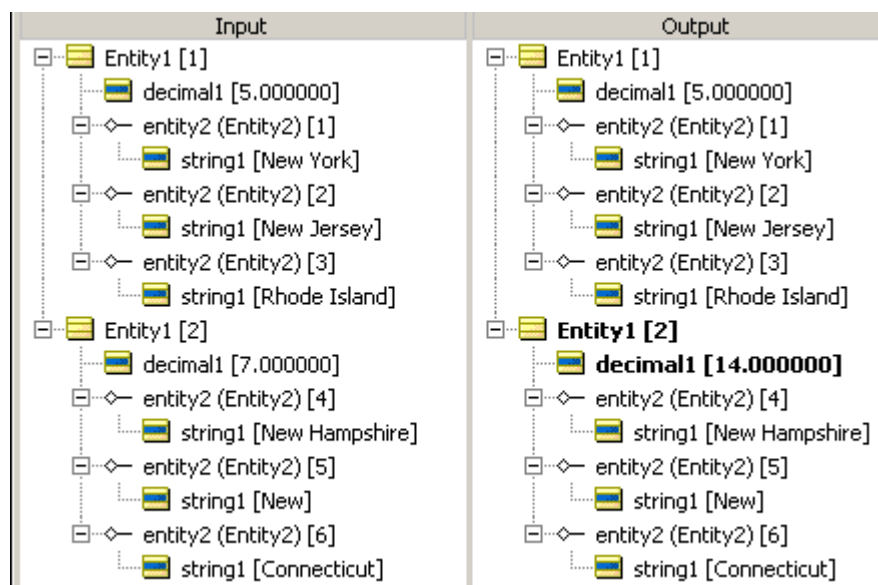 Input
Entity1 [1]
decimal1 [5.000000]
entity2 (Entity2) [1]
string1 [New York]
entity2 (Entity2) [2]
string1 [New Jersey]
entity2 (Entity2) [3]
string1 [Rhode Island]
Entity1 [2]
decimal1 [7.000000]
entity2 (Entity2) [4]
string1 [New Hampshire]
entity2 (Entity2) [5]
string1 [New]
entity2 (Entity2) [6]
string1 [Connecticut]
Output
Entity1 [1]
decimal1 [5.000000]
entity2 (Entity2) [1]
string1 [New York]
entity2 (Entity2) [2]
string1 [New Jersey]
entity2 (Entity2) [3]
string1 [Rhode Island]
Entity1 [2]
decimal1 [14.000000]
entity2 (Entity2) [4]
string1 [New Hampshire]
entity2 (Entity2) [5]
string1 [New]
entity2 (Entity2) [6]
string1 [Connecticut]